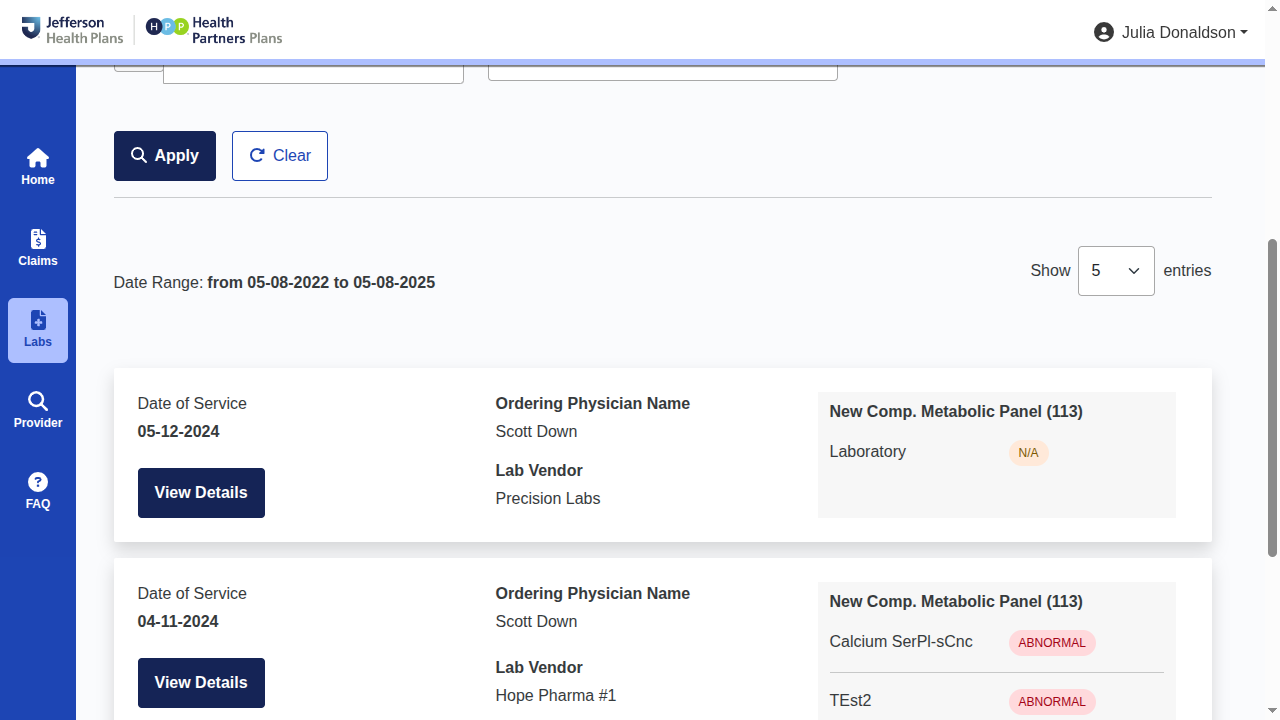 Jefferson
Health Plans
HPP
Health
Partners Plans
Julia Donaldson
Home
Claims
Labs
Provider
FAQ
Apply
Clear
Date Range: from 05-08-2022 to 05-08-2025
Show 5 entries
Date of Service
05-12-2024
View Details
Ordering Physician Name
Scott Down
Lab Vendor
Precision Labs
New Comp. Metabolic Panel (113)
Laboratory N/A
Date of Service
04-11-2024
View Details
Ordering Physician Name
Scott Down
Lab Vendor
Hope Pharma #1
New Comp. Metabolic Panel (113)
Calcium SerPl-sCnc ABNORMAL
TEst2 ABNORMAL